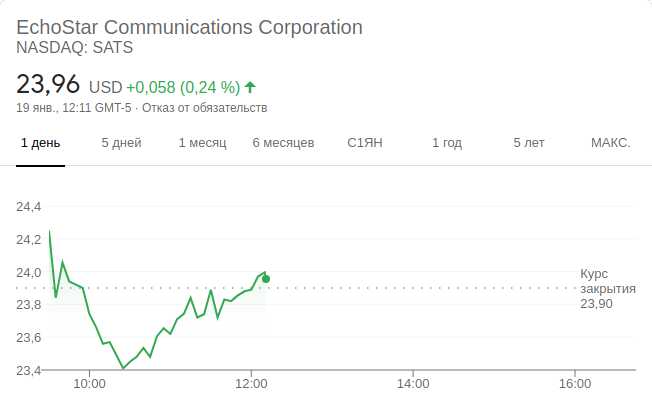 EchoStar Communications Corporation
NASDAQ: SATS
23,96 USD +0,058 (0,24 %)
19 янв., 12:11 GMT-5 · Отказ от обязательств
1 день 5 дней 1 месяц 6 месяцев С1ЯН 1 год 5 лет МАКС.
24,4
24,2
24,0
Курс
закрытия
23,90
23,8
23,6
23,4
10:00 12:00 14:00 16:00